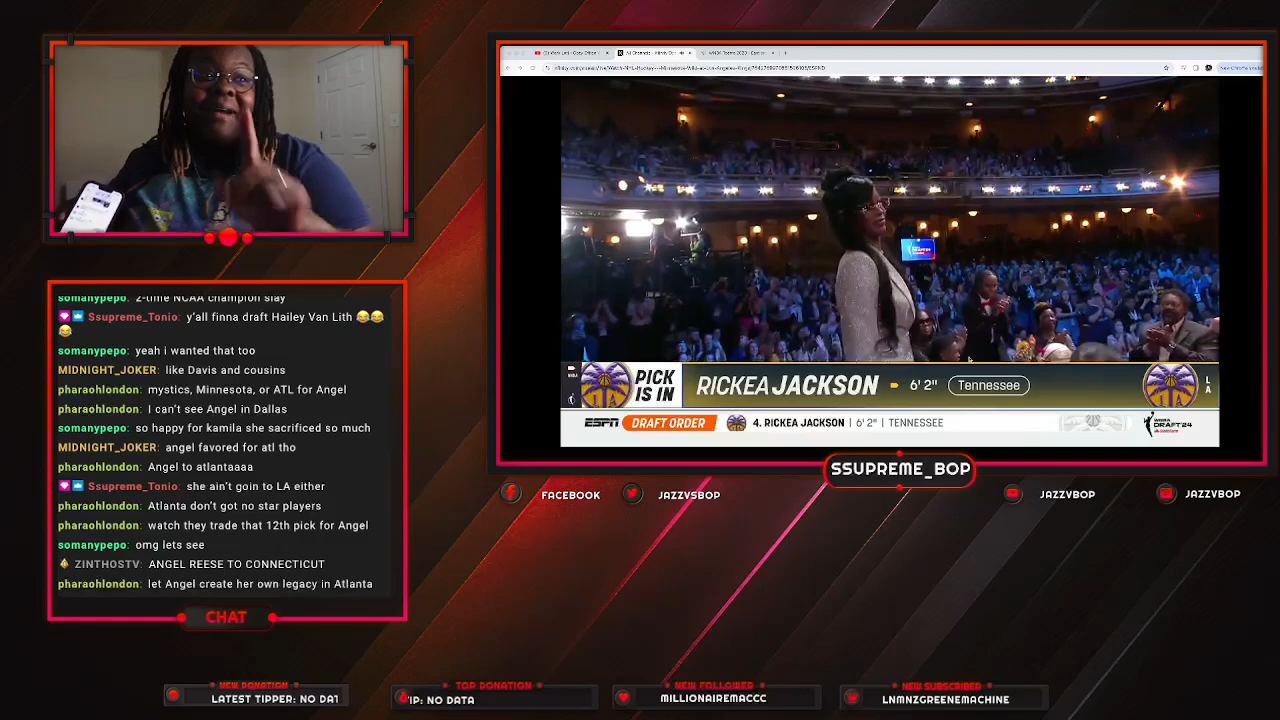 somanypepo: 2-time NCAA champion slay
Ssupreme_Tonio: y'all finna draft Hailey Van Lith 😂😂
😂
somanypepo: yeah i wanted that too
MIDNIGHT_JOKER: like Davis and cousins
pharaohlondon: mystics, Minnesota, or ATL for Angel
pharaohlondon: I can't see Angel in Dallas
somanypepo: so happy for kamila she sacrificed so much
MIDNIGHT_JOKER: angel favored for atl tho
pharaohlondon: Angel to atlantaaaa
Ssupreme_Tonio: she ain't goin to LA either
pharaohlondon: Atlanta don't got no star players
pharaohlondon: watch they trade that 12th pick for Angel
somanypepo: omg lets see
ZINTHOSTV: ANGEL REESE TO CONNECTICUT
pharaohlondon: let Angel create her own legacy in Atlanta
CHAT
PICK IS IN
RICKEA JACKSON 6' 2" Tennessee
LA
ESPN DRAFT ORDER 4. RICKEA JACKSON | 6' 2" | TENNESSEE
WNBA DRAFT'24
SSUPREME_BOP
FACEBOOK
JAZZVSBOP
JAZZVBOP
JAZZVBOP
NEW DONATION
LATEST TIPPER: NO DAT
TOP DONATION
IP: NO DATA
NEW FOLLOWER
MILLIONAIREMACCC
NEW SUBSCRIBER
LNMNZGREENEMACHINE